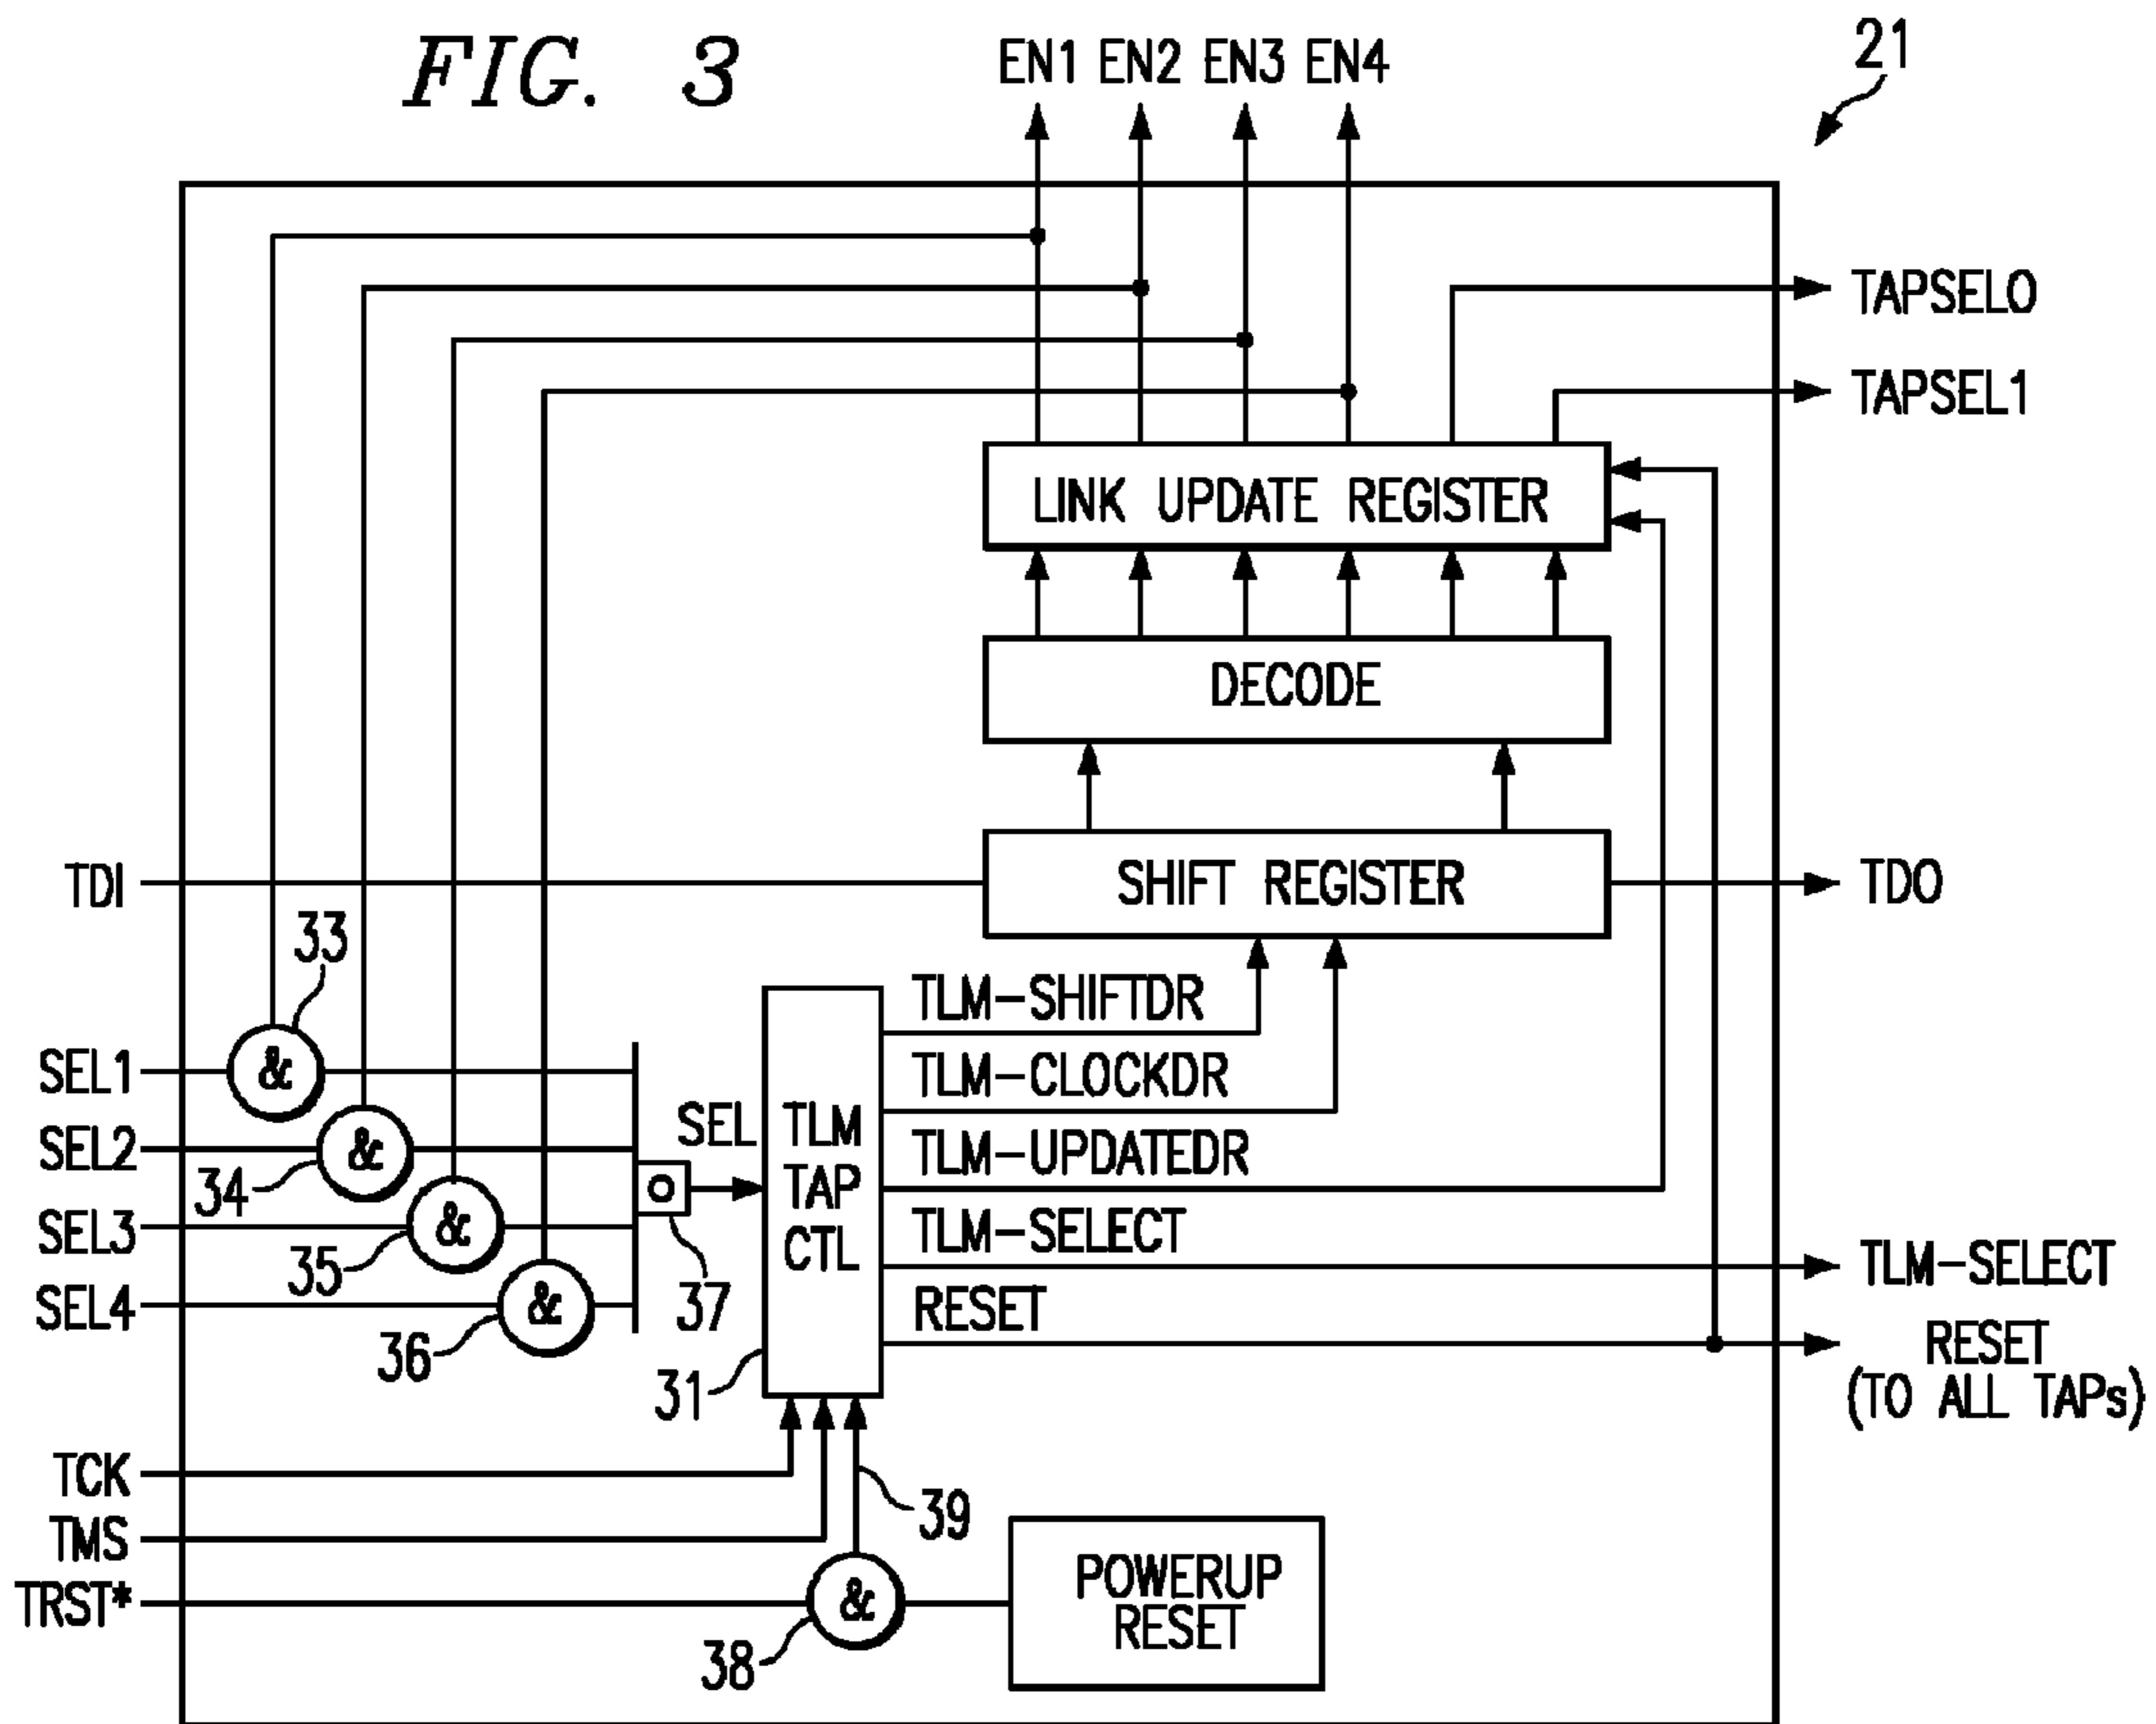 FIG. 3
EN1 EN2 EN3 EN4
21
TAPSEL0
TAPSEL1
LINK UPDATE REGISTER
DECODE
TDI
SHIFT REGISTER
TDO
33
TLM-SHIFTDR
SEL1
&
TLM-CLOCKDR
SEL2
&
34
SEL
TLM
TAP
CTL
TLM-UPDATEDR
SEL3
&
35
O
37
TLM-SELECT
TLM-SELECT
SEL4
&
36
31
RESET
RESET
(TO ALL TAPs)
TCK
39
TMS
TRST*
&
38
POWERUP
RESET